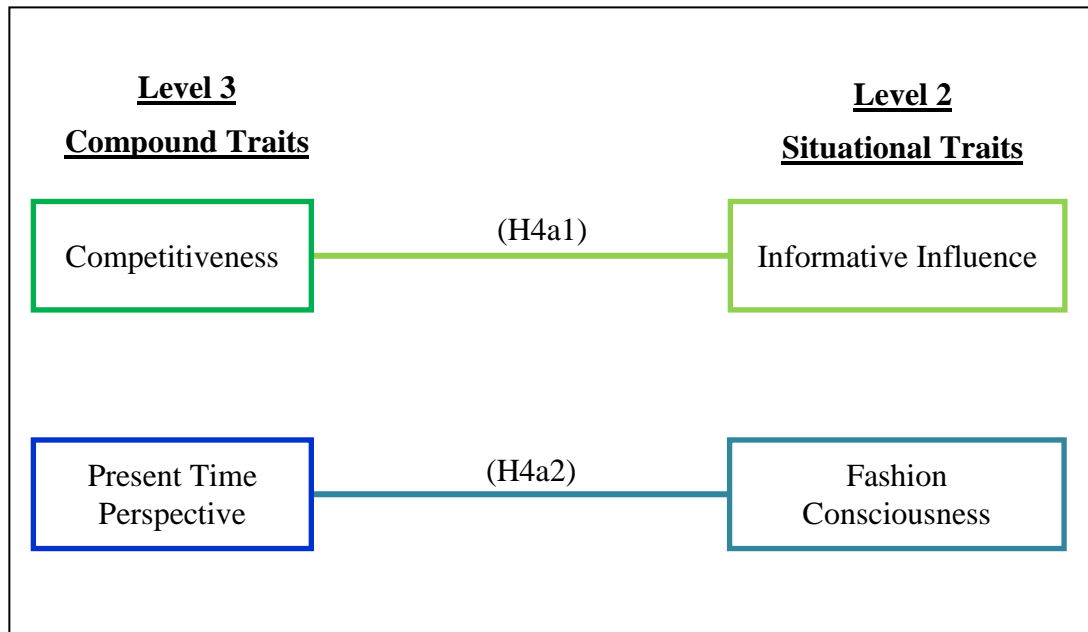 Level 3
Compound Traits
Level 2
Situational Traits
Competitiveness
(H4a1)
Informative Influence
Present Time
Perspective
(H4a2)
Fashion
Consciousness